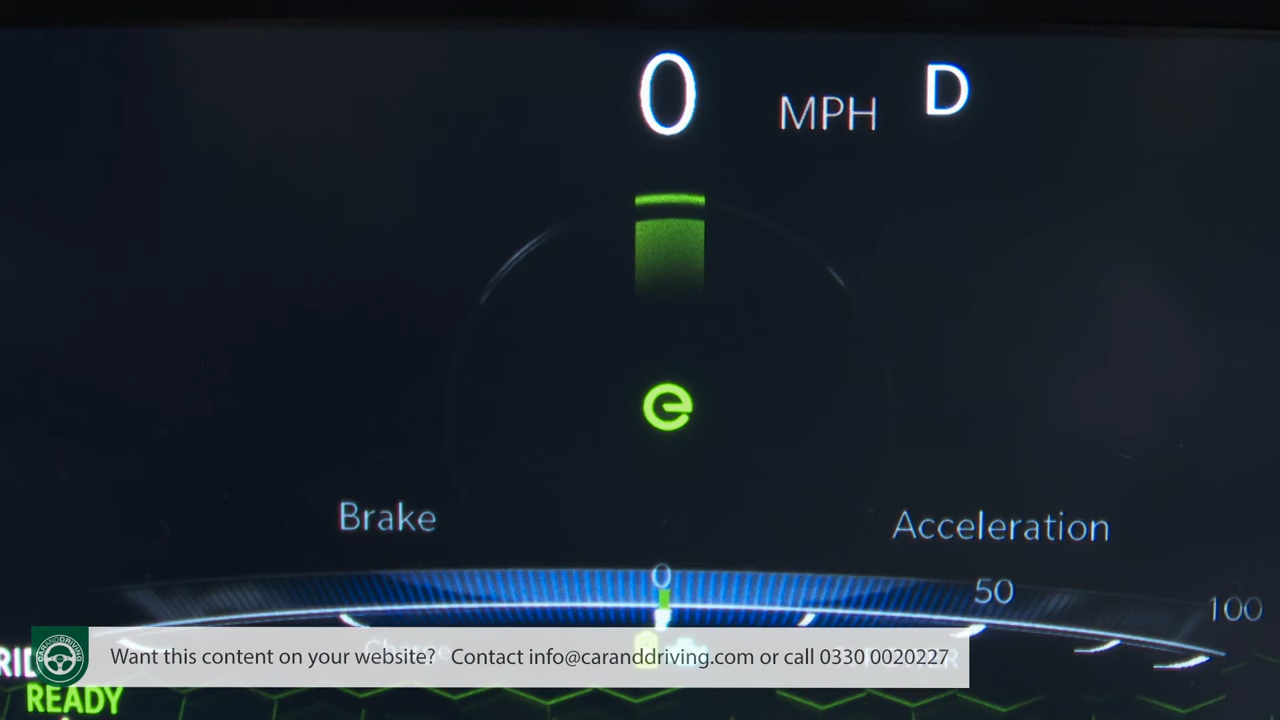 0 MPH D
e
Brake
Acceleration
0
50
100
CARANDDRIVING
Want this content on your website? Contact info@caranddriving.com or call 0330 0020227
READY